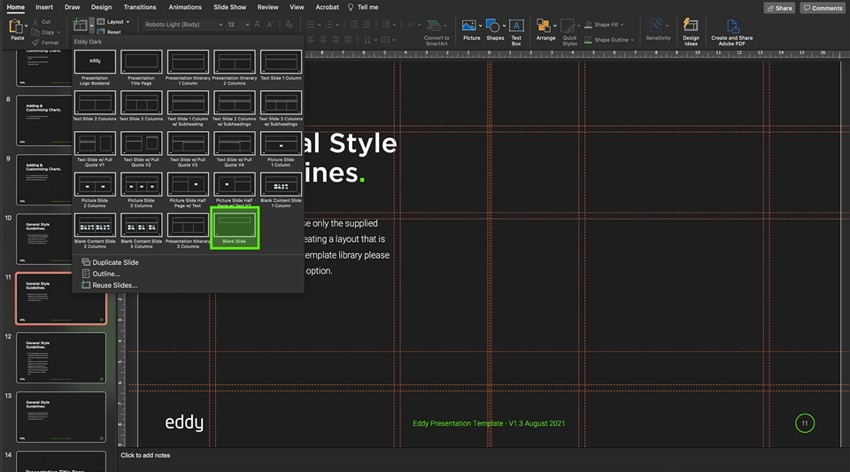 Home Insert Draw Design Transitions Animations Slide Show Review View Acrobat Tell me Share Comments
Paste
Cut
Copy
Format
Layout
Reset
Roboto Light (Body) 12
Convert to
SmartArt
Picture
Shapes
Text
Box
Arrange
Quick
Styles
Shape Fill
Shape Outline
Sensitivity
Design
Ideas
Create and Share
Adobe PDF
Eddy Dark
eddy
Presentation
Logo Bookend
Presentation
Title Page
Presentation Itinerary
1 Column
Presentation Itinerary
2 Columns
Text Slide 1 Column
Text Slide 2 Columns
Text Slide 3 Columns
Text Slide 1 Column
w/ Subheading
Text Slide 2 Columns
w/ Subheadings
Text Slide 3 Columns
w/ Subheadings
Text Slide w/ Pull
Quote V1
Text Slide w/ Pull
Quote V2
Text Slide w/ Pull
Quote V3
Text Slide w/ Pull
Quote V4
Picture Slide
1 Column
Picture Slide
2 Columns
Picture Slide
3 Columns
Picture Slide Half
Page w/ Text
Picture Slide Half
Page w/ Text V2
Blank Content Slide
1 Column
Blank Content Slide
2 Columns
Blank Content Slide
3 Columns
Presentation Itinerary
3 Columns
Blank Slide
Duplicate Slide
Outline...
Reuse Slides...
8
Adding &
Customising Charts.
9
Adding &
Customising Charts.
10
General Style
Guidelines.
11
General Style
Guidelines.
12
General Style
Guidelines.
13
General Style
Guidelines.
14
Presentation Title Page
al Style
ines.
se only the supplied
eating a layout that is
template library please
option.
eddy
Eddy Presentation Template - V1.3 August 2021
11
Click to add notes